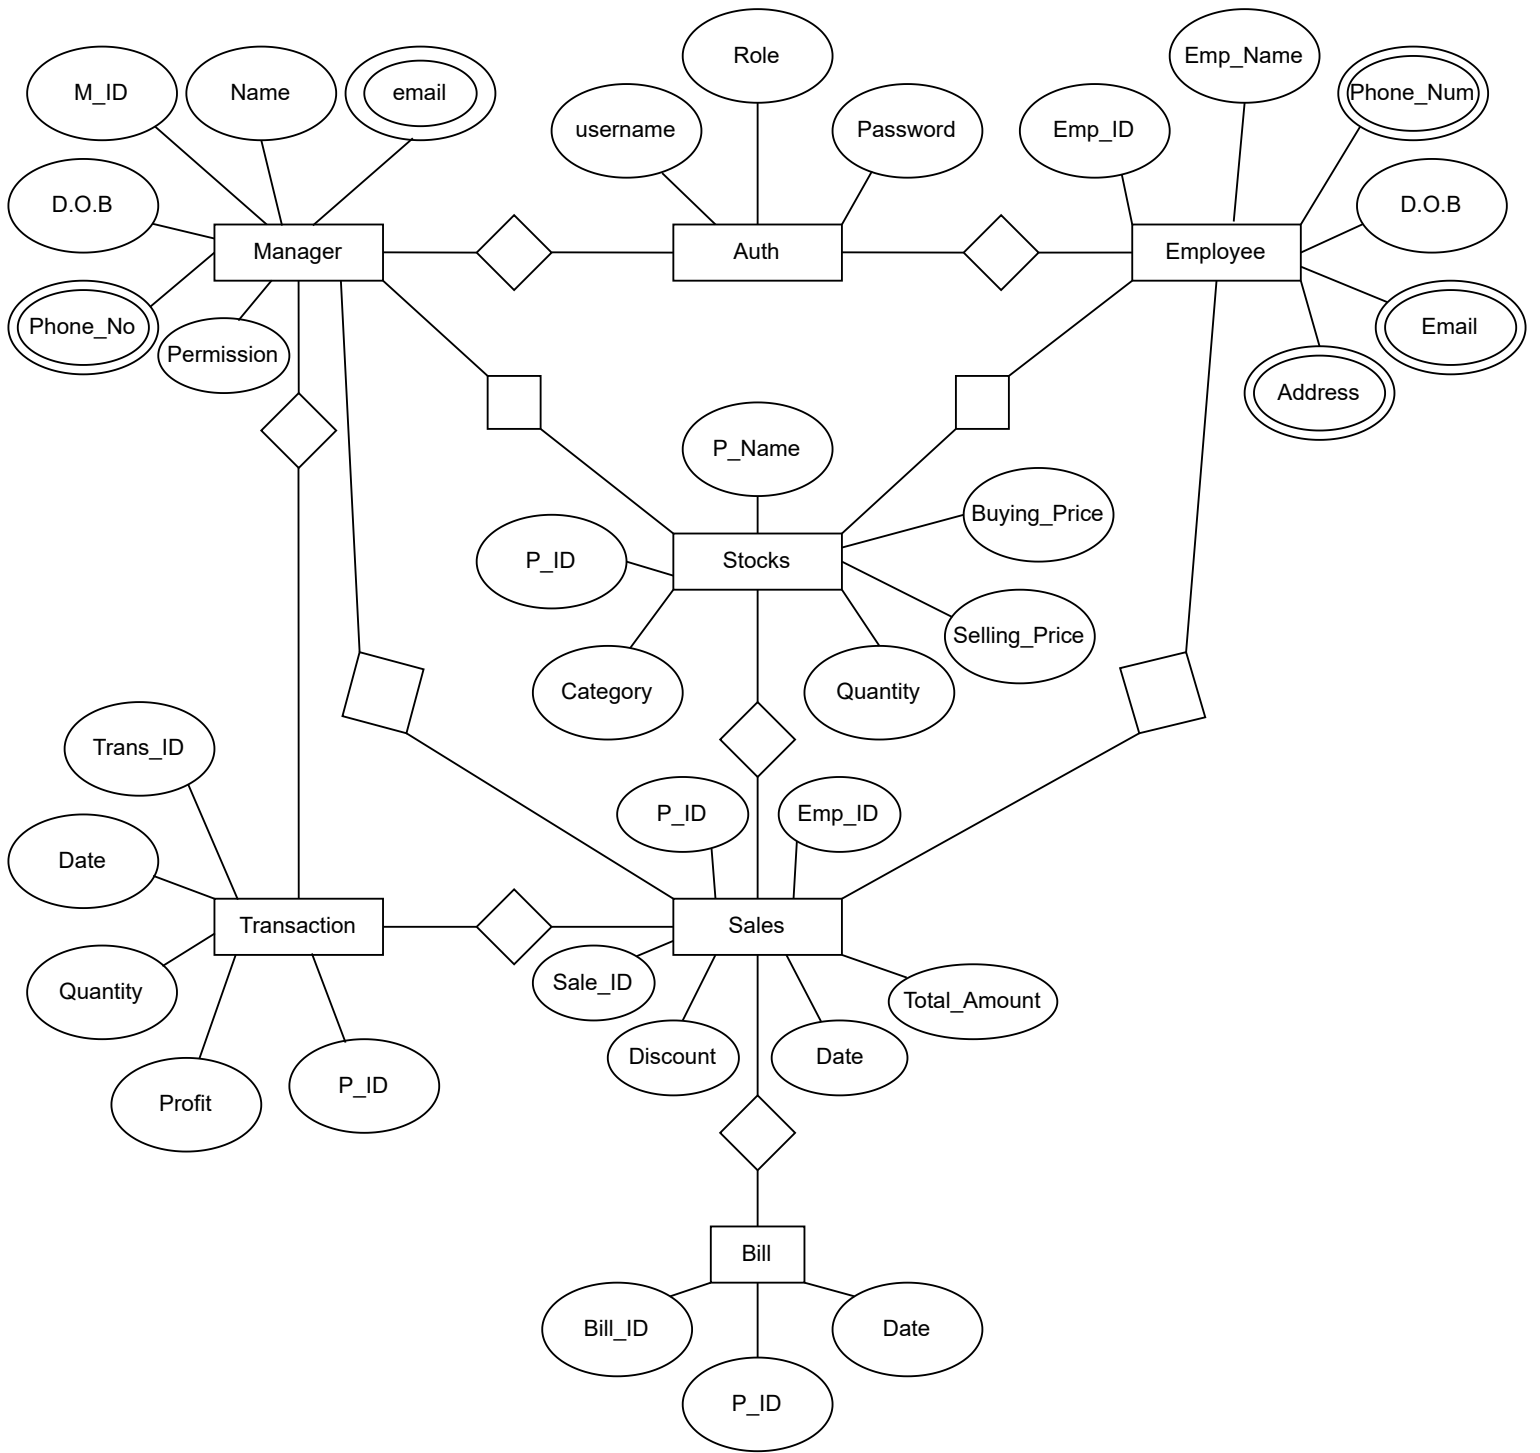 Role
Emp_Name
M_ID
Name
email
Phone_Num
username
Password
Emp_ID
D.O.B
D.O.B
Manager
Auth
Employee
Phone_No
Permission
Email
Address
P_Name
Buying_Price
P_ID
Stocks
Selling_Price
Category
Quantity
Trans_ID
P_ID
Emp_ID
Date
Transaction
Sales
Quantity
Sale_ID
Total_Amount
Discount
Date
Profit
P_ID
Bill
Bill_ID
Date
P_ID